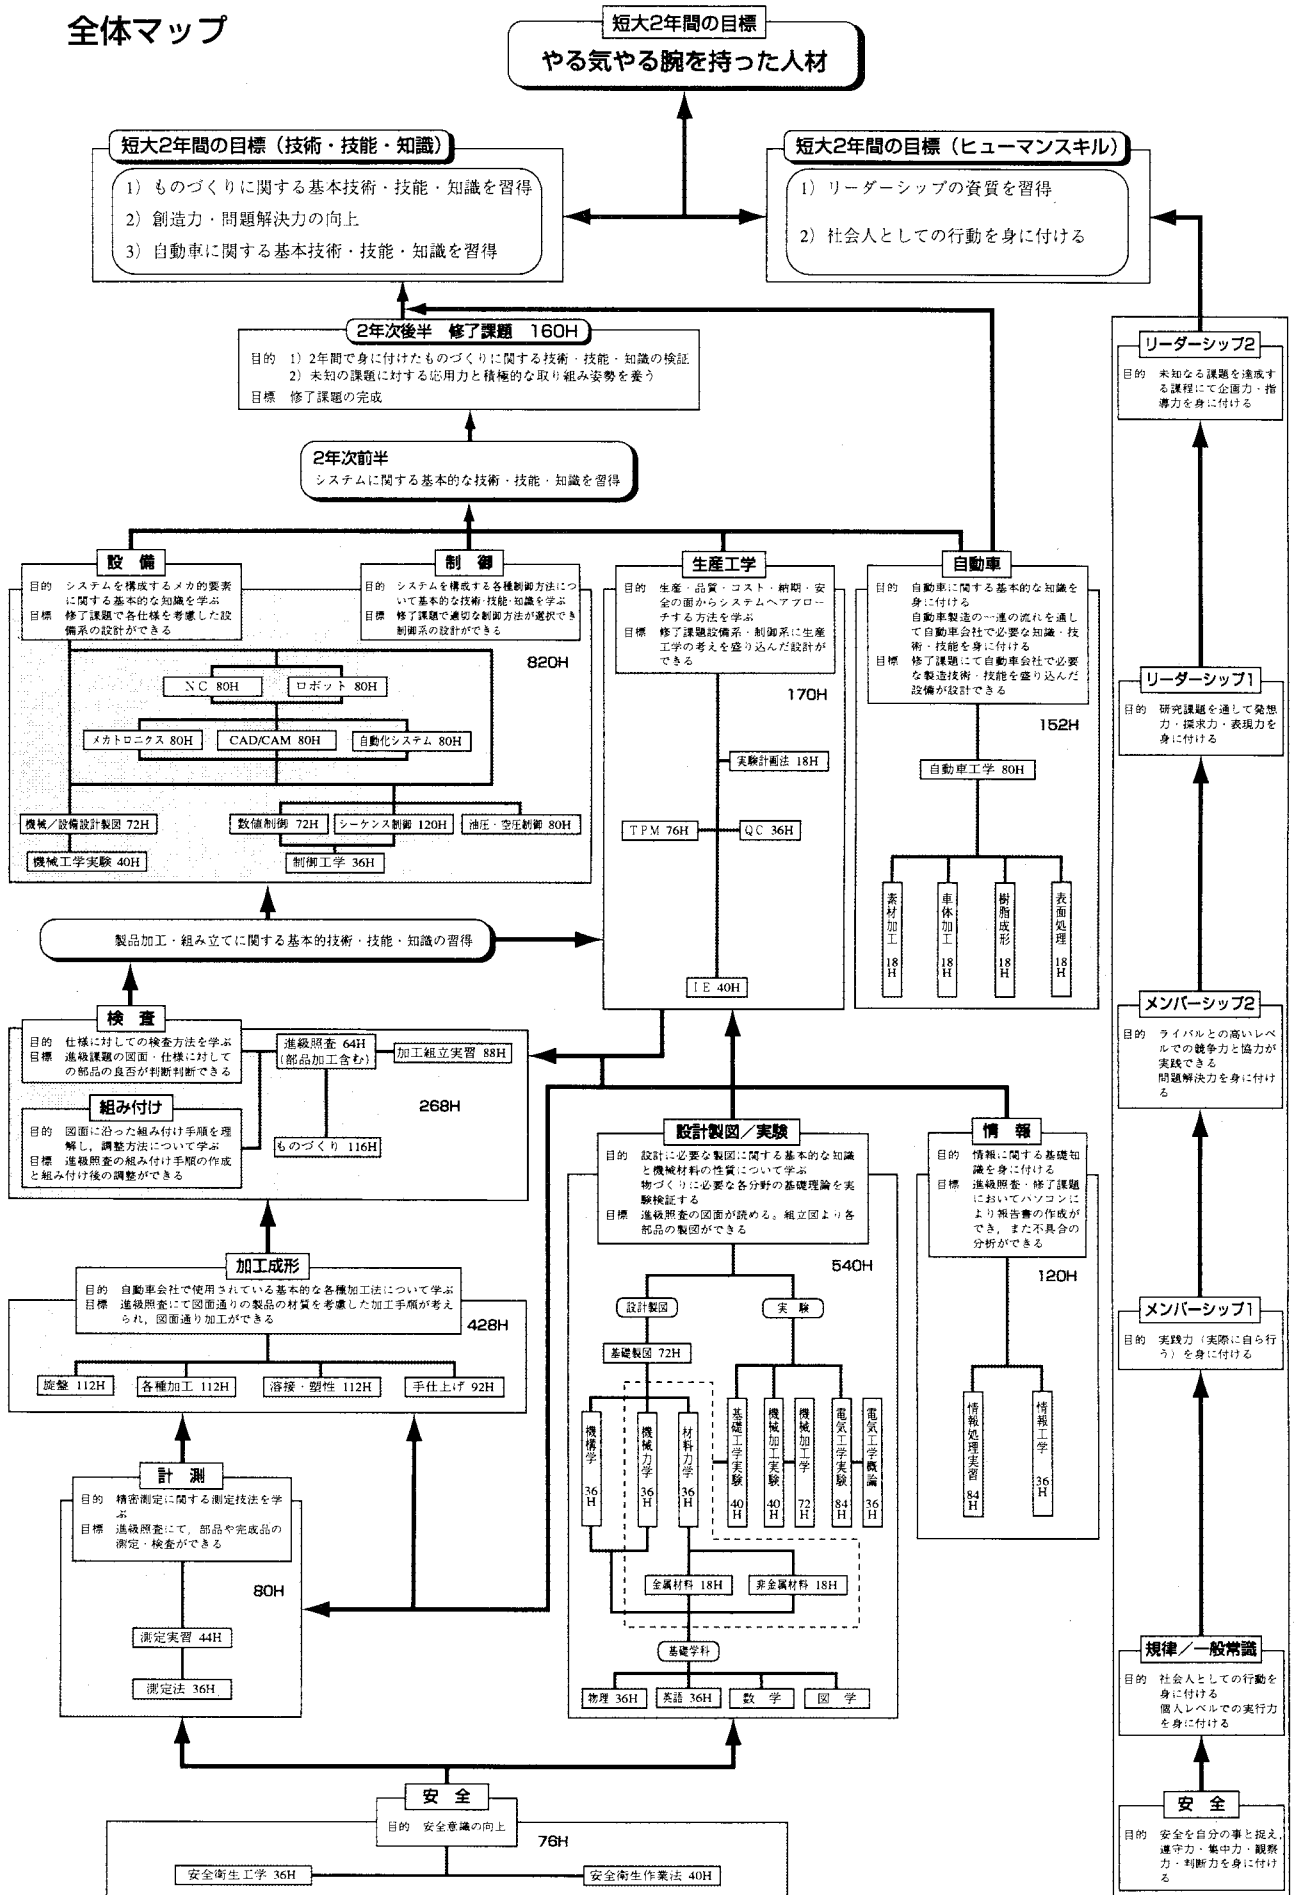 全体マップ
短大2年間の目標
やる気やる腕を持った人材
短大2年間の目標（技術・技能・知識）
1）ものづくりに関する基本技術・技能・知識を習得
2）創造力・問題解決力の向上
3）自動車に関する基本技術・技能・知識を習得
短大2年間の目標（ヒューマンスキル）
1）リーダーシップの資質を習得
2）社会人としての行動を身に付ける
2年次後半　修了課題　160H
目的　1）2年間で身に付けたものづくりに関する技術・技能・知識の検証
2）未知の課題に対する応用力と積極的な取り組み姿勢を養う
目標　修了課題の完成
2年次前半
システムに関する基本的な技術・技能・知識を習得
設　備
目的　システムを構成するメカ的要素
に関する基本的な知識を学ぶ
目標　修了課題で各仕様を考慮した設
備系の設計ができる
制　御
目的　システムを構成する各種制御方法につ
いて基本的な技術・技能・知識を学ぶ
目標　修了課題で適切な制御方法が選択でき
制御系の設計ができる
820H
NC 80H
ロボット 80H
メカトロニクス 80H
CAD/CAM 80H
自動化システム 80H
機械／設備設計製図 72H
機械工学実験 40H
数値制御 72H
シーケンス制御 120H
油圧・空圧制御 80H
制御工学 36H
生産工学
目的　生産・品質・コスト・納期・安
全の面からシステムへアプロー
チする方法を学ぶ
目標　修了課題設備系・制御系に生産
工学の考えを盛り込んだ設計が
できる
170H
実験計画法 18H
TPM 76H
QC 36H
IE 40H
自動車
目的　自動車に関する基本的な知識を
身に付ける
自動車製造の一連の流れを通し
て自動車会社で必要な知識・技
術・技能を身に付ける
目標　修了課題にて自動車会社で必要
な製造技術・技能を盛り込んだ
設備が設計できる
152H
自動車工学 80H
素材加工 18H
車体加工 18H
樹脂成形 18H
表面処理 18H
製品加工・組み立てに関する基本的技術・技能・知識の習得
検　査
目的　仕様に対しての検査方法を学ぶ
目標　進級課題の図面・仕様に対して
の部品の良否が判断判断できる
組み付け
目的　図面に沿った組み付け手順を理
解し，調整方法について学ぶ
目標　進級照査の組み付け手順の作成
と組み付け後の調整ができる
進級照査 64H
（部品加工含む）
加工組立実習 88H
268H
ものづくり 116H
加工成形
目的　自動車会社で使用されている基本的な各種加工法について学ぶ
目標　進級照査にて図面通りの製品の材質を考慮した加工手順が考え
られ，図面通り加工ができる
428H
旋盤 112H
各種加工 112H
溶接・塑性 112H
手仕上げ 92H
計　測
目的　精密測定に関する測定技法を学
ぶ
目標　進級照査にて，部品や完成品の
測定・検査ができる
80H
測定実習 44H
測定法 36H
設計製図／実験
目的　設計に必要な製図に関する基本的な知識
と機械材料の性質について学ぶ
物づくりに必要な各分野の基礎理論を実
験検証する
目標　進級照査の図面が読める。組立図より各
部品の製図ができる
540H
設計製図
実　験
基礎製図 72H
機構学 36H
機械力学 36H
材料力学 36H
基礎工学実験 40H
機械加工実験 40H
機械加工学 72H
電気工学実験 84H
電気工学概論 36H
金属材料 18H
非金属材料 18H
基礎学科
物理 36H
英語 36H
数　学
図　学
情　報
目的　情報に関する基礎知
識を身に付ける
目標　進級照査・修了課題
においてパソコンに
より報告書の作成が
でき，また不具合の
分析ができる
120H
情報処理実習 84H
情報工学 36H
安　全
目的　安全意識の向上
76H
安全衛生工学 36H
安全衛生作業法 40H
リーダーシップ2
目的　未知なる課題を達成す
る課程にて企画力・指
導力を身に付ける
リーダーシップ1
目的　研究課題を通して発想
力・探求力・表現力を
身に付ける
メンバーシップ2
目的　ライバルとの高いレベ
ルでの競争力と協力が
実践できる
問題解決力を身に付け
る
メンバーシップ1
目的　実践力（実際に自ら行
う）を身に付ける
規律／一般常識
目的　社会人としての行動を
身に付ける
個人レベルでの実行力
を身に付ける
安　全
目的　安全を自分の事と捉え，
遵守力・集中力・観察
力・判断力を身に付け
る